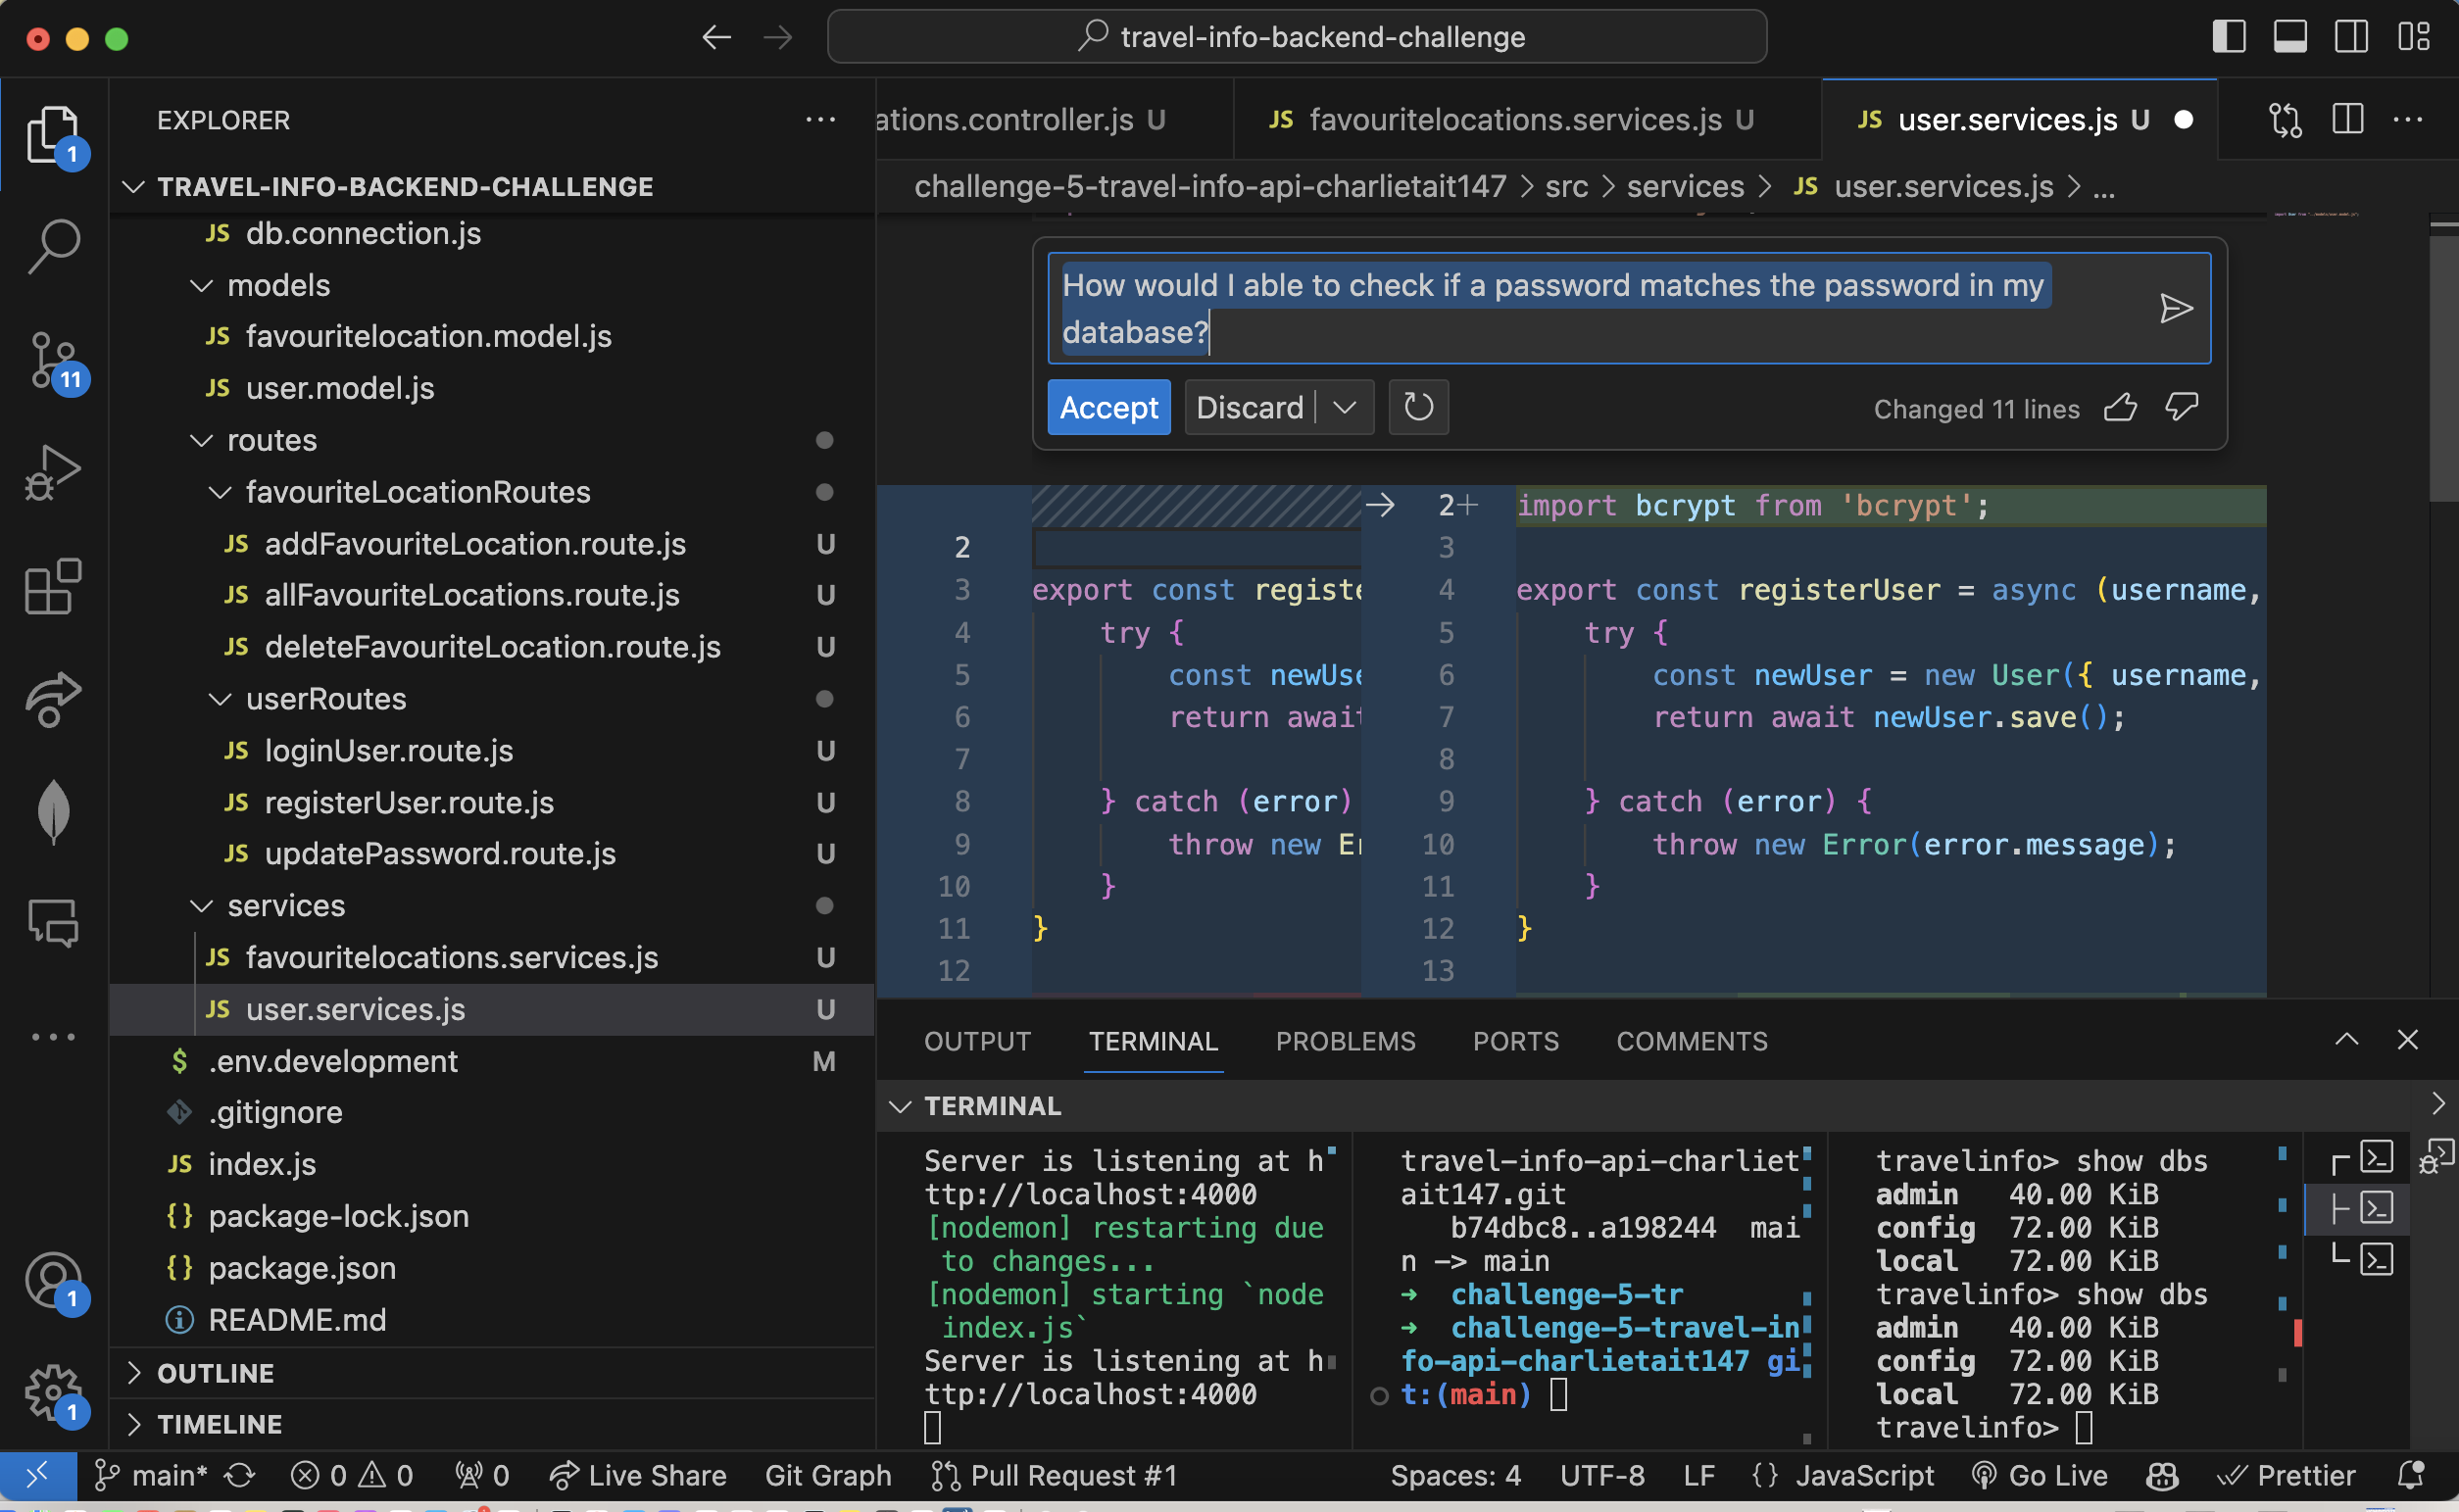 travel-info-backend-challenge
EXPLORER
TRAVEL-INFO-BACKEND-CHALLENGE
JS db.connection.js
models
JS favouritelocation.model.js
JS user.model.js
routes
favouriteLocationRoutes
JS addFavouriteLocation.route.js U
JS allFavouriteLocations.route.js U
JS deleteFavouriteLocation.route.js U
userRoutes
JS loginUser.route.js U
JS registerUser.route.js U
JS updatePassword.route.js U
services
JS favouritelocations.services.js U
JS user.services.js U
$ .env.development M
.gitignore
JS index.js
{} package-lock.json
{} package.json
README.md
OUTLINE
TIMELINE
1
11
1
1
ations.controller.js U
JS favouritelocations.services.js U
JS user.services.js U
challenge-5-travel-info-api-charlietait147 > src > services > JS user.services.js > ...
How would I able to check if a password matches the password in my
database?
Accept
Discard
Changed 11 lines
2
3 export const registe
4 try {
5 const newUse
6 return await
7
8 } catch (error)
9 throw new Er
10 }
11 }
12
2+ import bcrypt from 'bcrypt';
3
4 export const registerUser = async (username,
5 try {
6 const newUser = new User({ username,
7 return await newUser.save();
8
9 } catch (error) {
10 throw new Error(error.message);
11 }
12 }
13
OUTPUT TERMINAL PROBLEMS PORTS COMMENTS
TERMINAL
Server is listening at h
ttp://localhost:4000
[nodemon] restarting due
to changes...
[nodemon] starting `node
index.js`
Server is listening at h
ttp://localhost:4000
travel-info-api-charliet
ait147.git
b74dbc8..a198244 mai
n -> main
➜ challenge-5-tr
➜ challenge-5-travel-in
fo-api-charlietait147 gi
t:(main)
travelinfo> show dbs
admin 40.00 KiB
config 72.00 KiB
local 72.00 KiB
travelinfo> show dbs
admin 40.00 KiB
config 72.00 KiB
local 72.00 KiB
travelinfo>
main* 0 0 0 Live Share Git Graph Pull Request #1 Spaces: 4 UTF-8 LF {} JavaScript Go Live Prettier